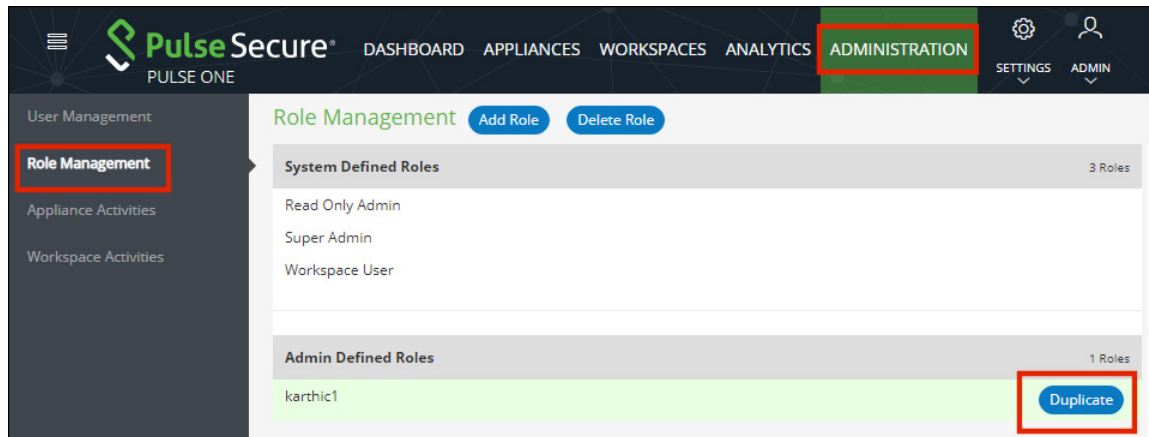 Pulse Secure®
PULSE ONE
DASHBOARD APPLIANCES WORKSPACES ANALYTICS ADMINISTRATION
SETTINGS ADMIN
User Management
Role Management
Appliance Activities
Workspace Activities
Role Management Add Role Delete Role
System Defined Roles 3 Roles
Read Only Admin
Super Admin
Workspace User
Admin Defined Roles 1 Roles
karthic1 Duplicate